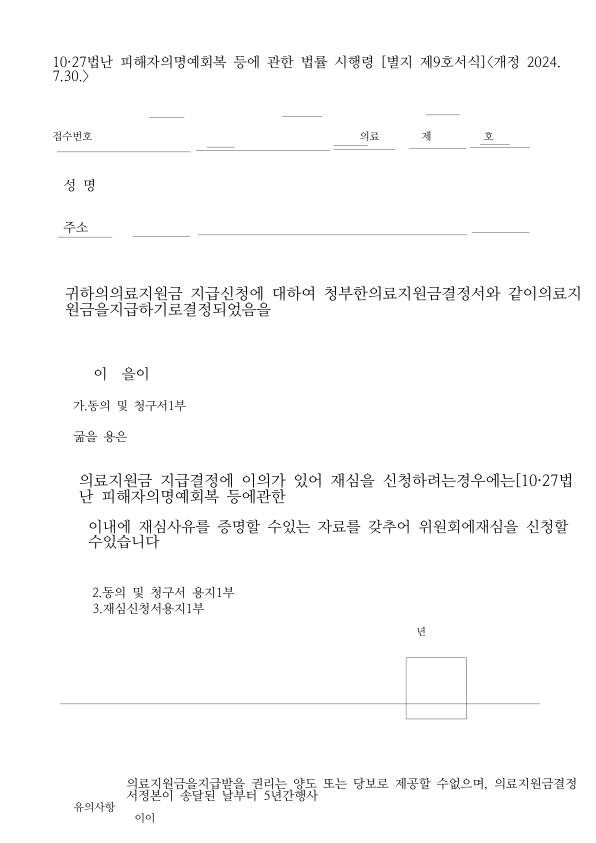 10·27법난 피해자의명예회복 등에 관한 법률 시행령 [별지 제9호서식]<개정 2024.
7.30.>
접수번호 의료 제 호
성 명
주소
귀하의의료지원금 지급신청에 대하여 청부한의료지원금결정서와 같이의료지
원금을지급하기로결정되었음을
이 을이
가.동의 및 청구서1부
굶을 용은
의료지원금 지급결정에 이의가 있어 재심을 신청하려는경우에는[10·27법
난 피해자의명예회복 등에관한
이내에 재심사유를 증명할 수있는 자료를 갖추어 위원회에재심을 신청할
수있습니다
2.동의 및 청구서 용지1부
3.재심신청서용지1부
년
의료지원금을지급받을 권리는 양도 또는 당보로 제공할 수없으며, 의료지원금결정
서정본이 송달된 날부터 5년간행사
유의사항
이이